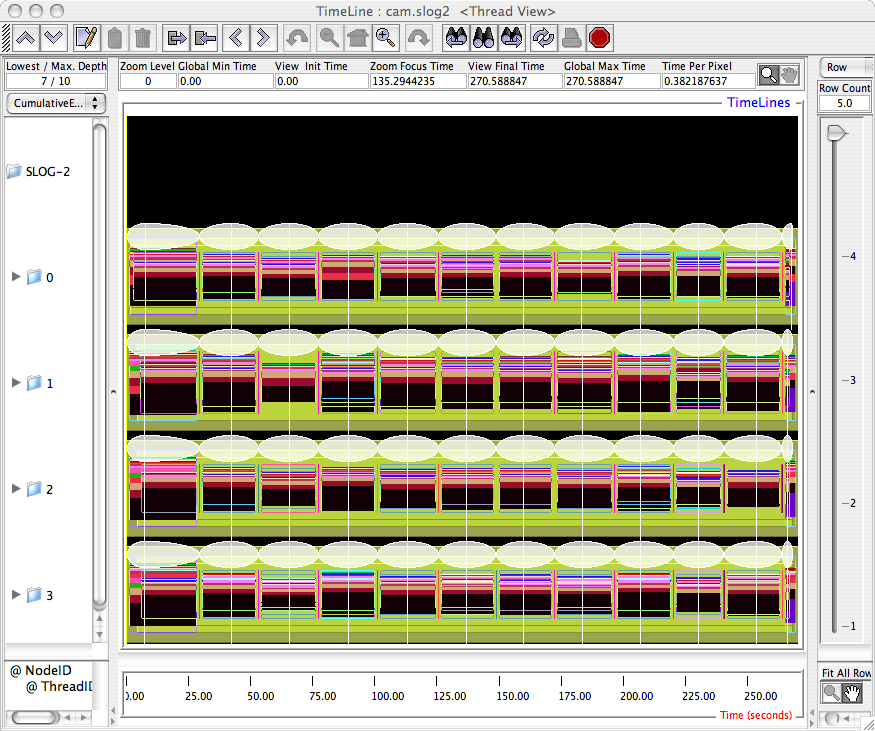 TimeLine : cam.slog2 <Thread View>
Lowest / Max. Depth
7 / 10
Zoom Level
0
Global Min Time
0.00
View Init Time
0.00
Zoom Focus Time
135.2944235
View Final Time
270.588847
Global Max Time
270.588847
Time Per Pixel
0.382187637
Row
Row Count
5.0
CumulativeE...
TimeLines
SLOG-2
0
1
2
3
4
3
2
1
@ NodeID
@ ThreadID
0.00 25.00 50.00 75.00 100.00 125.00 150.00 175.00 200.00 225.00 250.00
Time (seconds)
Fit All Row